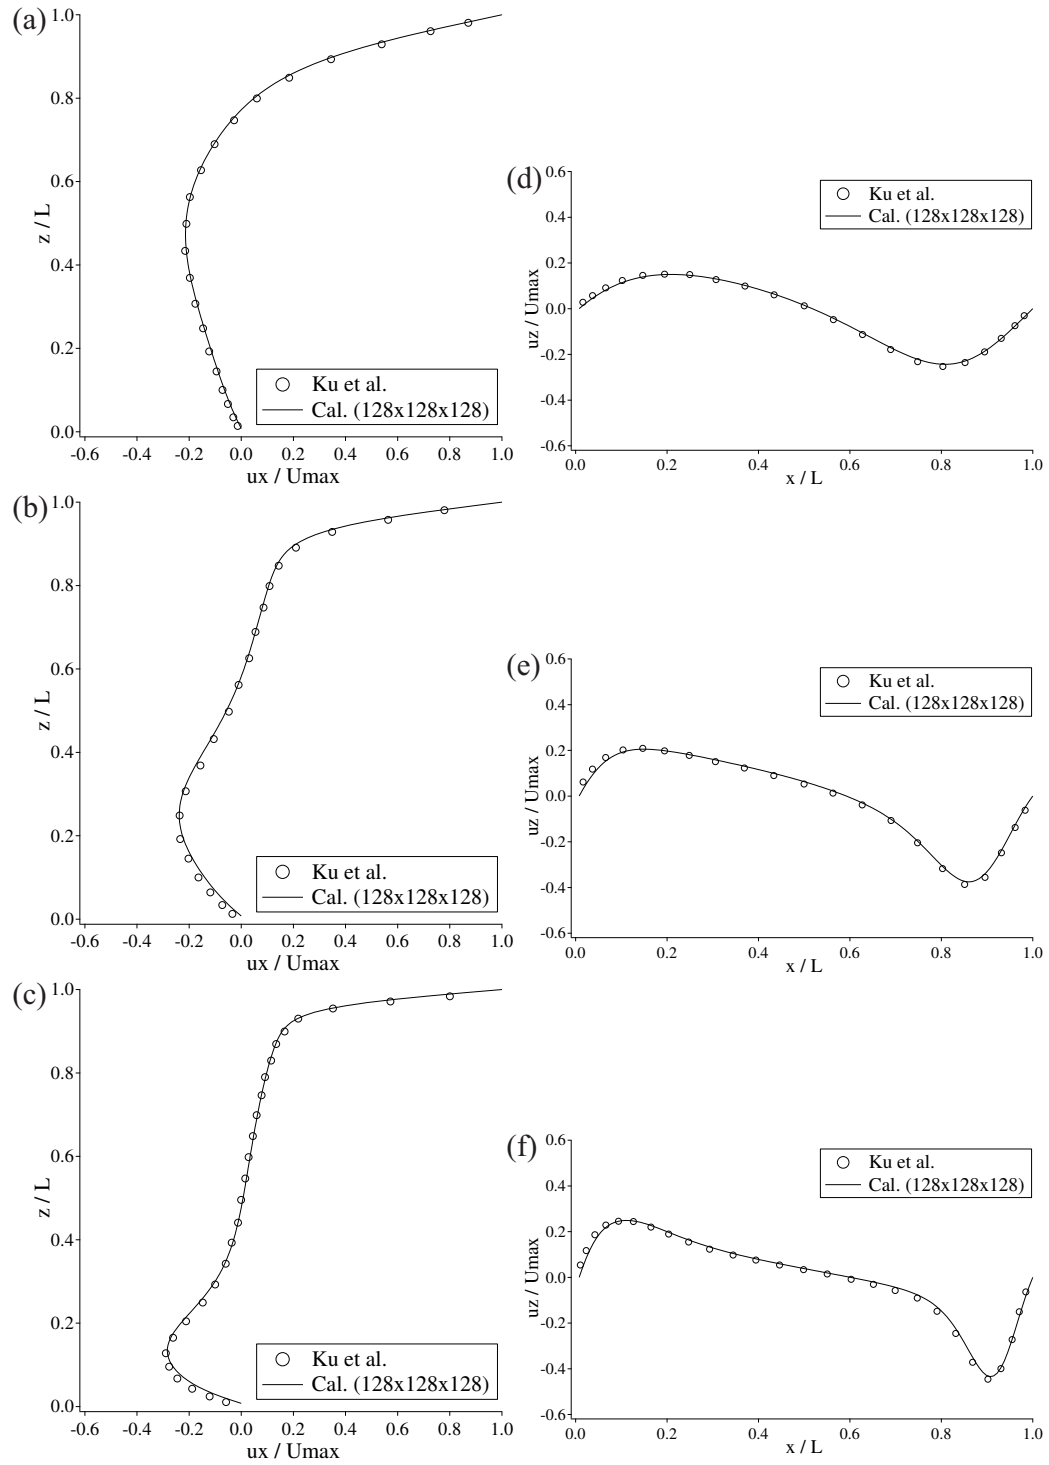 (a)
1.0
0.8
0.6
0.4
0.2
0.0
z / L
Ku et al.
Cal. (128x128x128)
-0.6 -0.4 -0.2 0.0 0.2 0.4 0.6 0.8 1.0
ux / Umax
(d)
0.6
0.4
0.2
0.0
-0.2
-0.4
-0.6
uz / Umax
Ku et al.
Cal. (128x128x128)
0.0 0.2 0.4 0.6 0.8 1.0
x / L
(b)
1.0
0.8
0.6
0.4
0.2
0.0
z / L
Ku et al.
Cal. (128x128x128)
-0.6 -0.4 -0.2 0.0 0.2 0.4 0.6 0.8 1.0
ux / Umax
(e)
0.6
0.4
0.2
0.0
-0.2
-0.4
-0.6
uz / Umax
Ku et al.
Cal. (128x128x128)
0.0 0.2 0.4 0.6 0.8 1.0
x / L
(c)
1.0
0.8
0.6
0.4
0.2
0.0
z / L
Ku et al.
Cal. (128x128x128)
-0.6 -0.4 -0.2 0.0 0.2 0.4 0.6 0.8 1.0
ux / Umax
(f)
0.6
0.4
0.2
0.0
-0.2
-0.4
-0.6
uz / Umax
Ku et al.
Cal. (128x128x128)
0.0 0.2 0.4 0.6 0.8 1.0
x / L